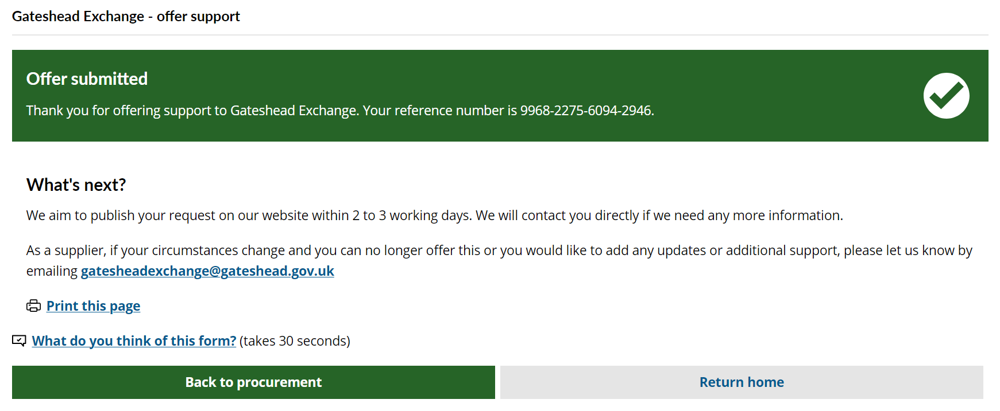 Gateshead Exchange - offer support
Offer submitted
Thank you for offering support to Gateshead Exchange. Your reference number is 9968-2275-6094-2946.
What's next?
We aim to publish your request on our website within 2 to 3 working days. We will contact you directly if we need any more information.
As a supplier, if your circumstances change and you can no longer offer this or you would like to add any updates or additional support, please let us know by
emailing gatesheadexchange@gateshead.gov.uk
Print this page
What do you think of this form? (takes 30 seconds)
Back to procurement
Return home